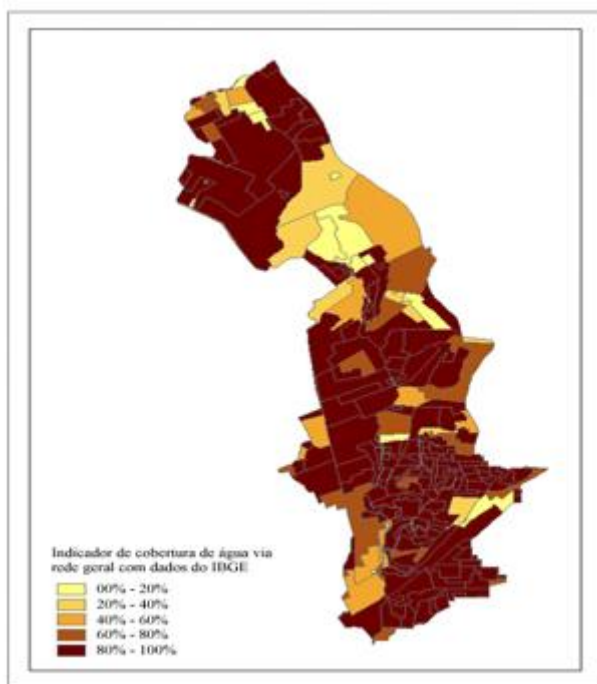 Indicador de cobertura de água via
rede geral com dados do IBGE
00% - 20%
20% - 40%
40% - 60%
60% - 80%
80% - 100%